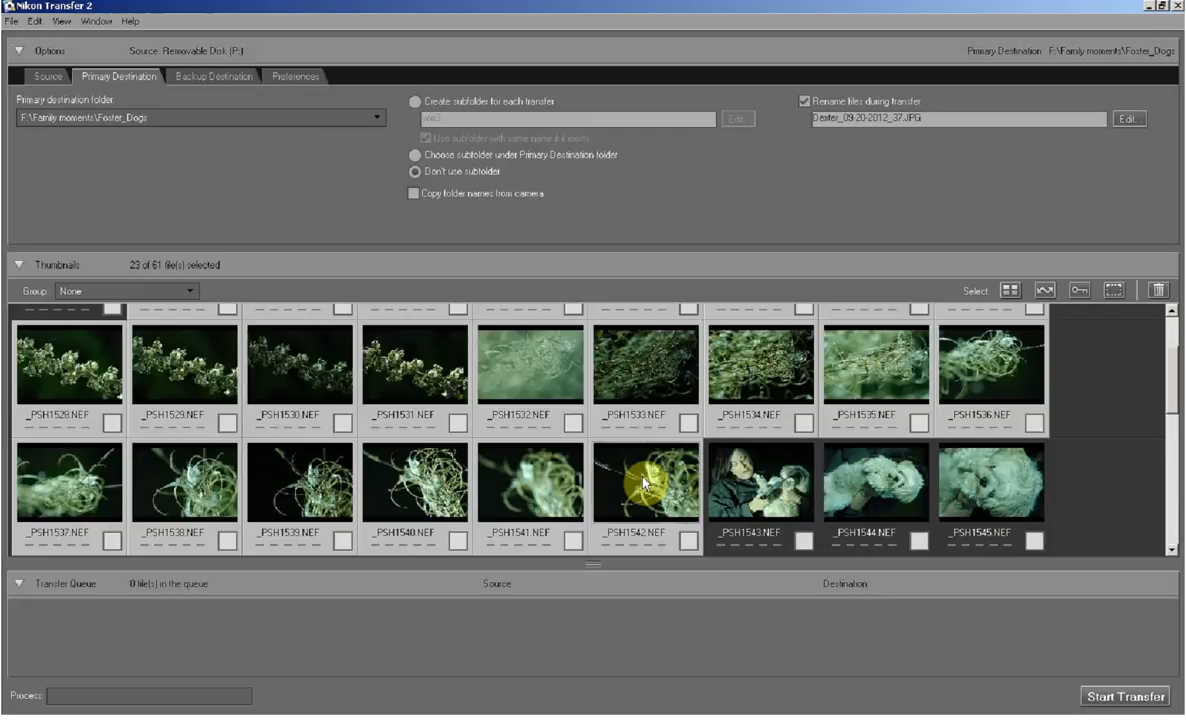 Nikon Transfer 2
File Edit View Window Help
Options Source: Removable Disk (P:) Primary Destination: F:\Family moments\Foster_Dogs
Source Primary Destination Backup Destination Preferences
Primary destination folder:
F:\Family moments\Foster_Dogs
Create subfolder for each transfer
Edit...
Use subfolder with same name if it exists
Choose subfolder under Primary Destination folder
Don't use subfolder
Copy folder names from camera
Rename files during transfer
Dexter_09-20-2012_37.JPG Edit...
Thumbnails 23 of 61 file(s) selected
Group: None Select:
_PSH1528.NEF _PSH1529.NEF _PSH1530.NEF _PSH1531.NEF _PSH1532.NEF _PSH1533.NEF _PSH1534.NEF _PSH1535.NEF _PSH1536.NEF
_PSH1537.NEF _PSH1538.NEF _PSH1539.NEF _PSH1540.NEF _PSH1541.NEF _PSH1542.NEF _PSH1543.NEF _PSH1544.NEF _PSH1545.NEF
Transfer Queue 0 file(s) in the queue Source Destination
Process: Start Transfer